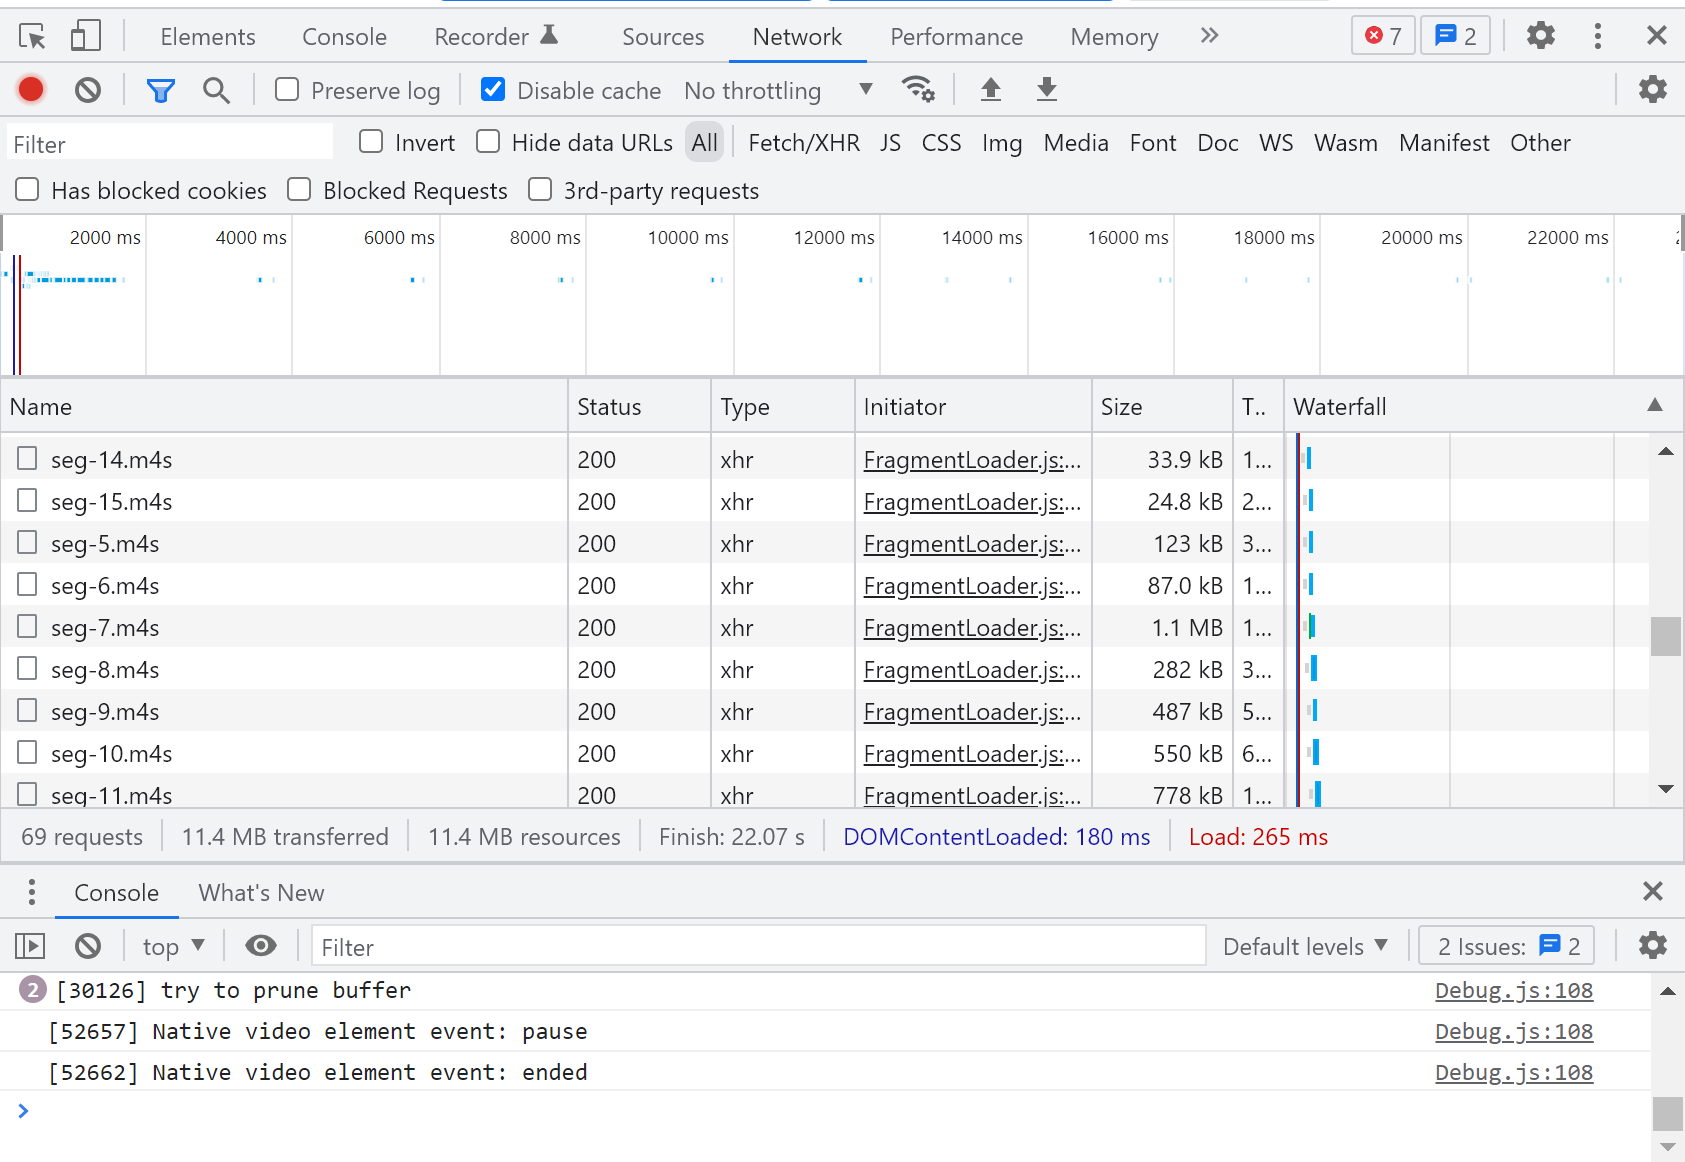 Elements Console Recorder Sources Network Performance Memory 7 2
Preserve log Disable cache No throttling
Filter Invert Hide data URLs All Fetch/XHR JS CSS Img Media Font Doc WS Wasm Manifest Other
Has blocked cookies Blocked Requests 3rd-party requests
2000 ms 4000 ms 6000 ms 8000 ms 10000 ms 12000 ms 14000 ms 16000 ms 18000 ms 20000 ms 22000 ms
Name Status Type Initiator Size T.. Waterfall
seg-14.m4s 200 xhr FragmentLoader.js:... 33.9 kB 1...
seg-15.m4s 200 xhr FragmentLoader.js:... 24.8 kB 2...
seg-5.m4s 200 xhr FragmentLoader.js:... 123 kB 3...
seg-6.m4s 200 xhr FragmentLoader.js:... 87.0 kB 1...
seg-7.m4s 200 xhr FragmentLoader.js:... 1.1 MB 1...
seg-8.m4s 200 xhr FragmentLoader.js:... 282 kB 3...
seg-9.m4s 200 xhr FragmentLoader.js:... 487 kB 5...
seg-10.m4s 200 xhr FragmentLoader.js:... 550 kB 6...
seg-11.m4s 200 xhr FragmentLoader.js:... 778 kB 1...
69 requests 11.4 MB transferred 11.4 MB resources Finish: 22.07 s DOMContentLoaded: 180 ms Load: 265 ms
Console What's New
top Filter Default levels 2 Issues: 2
2 [30126] try to prune buffer Debug.js:108
[52657] Native video element event: pause Debug.js:108
[52662] Native video element event: ended Debug.js:108